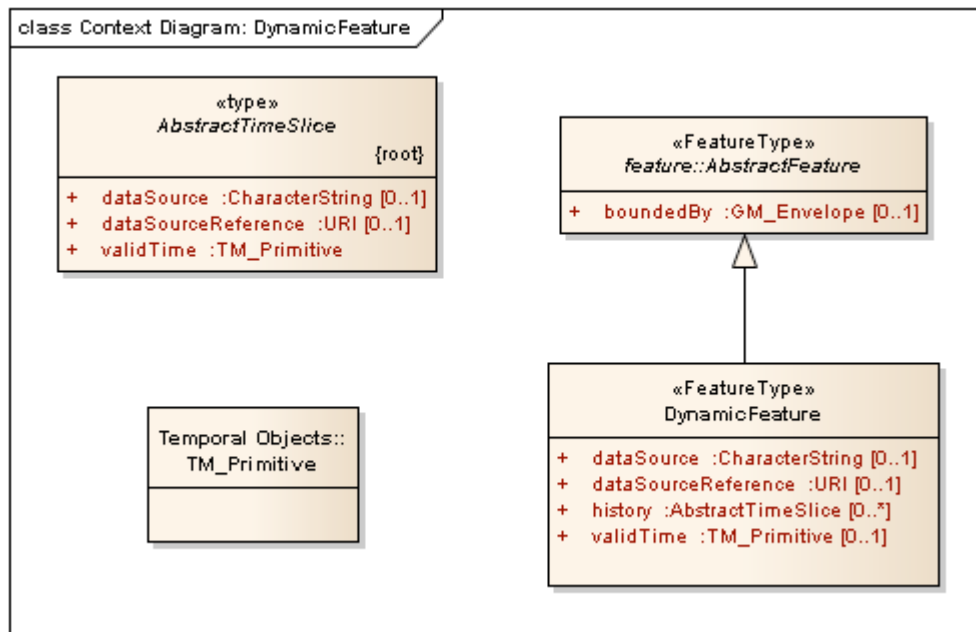 class Context Diagram: DynamicFeature
«type»
AbstractTimeSlice
{root}
+ dataSource :CharacterString [0..1]
+ dataSourceReference :URI [0..1]
+ validTime :TM_Primitive
«FeatureType»
feature::AbstractFeature
+ boundedBy :GM_Envelope [0..1]
Temporal Objects::
TM_Primitive
«FeatureType»
DynamicFeature
+ dataSource :CharacterString [0..1]
+ dataSourceReference :URI [0..1]
+ history :AbstractTimeSlice [0..*]
+ validTime :TM_Primitive [0..1]